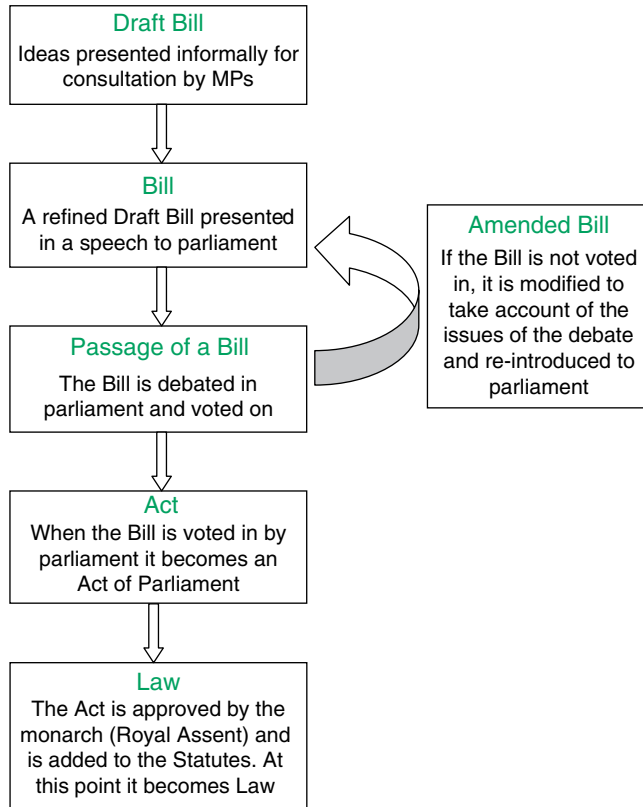 Draft Bill
Ideas presented informally for
consultation by MPs
Bill
A refined Draft Bill presented
in a speech to parliament
Amended Bill
If the Bill is not voted
in, it is modified to
take account of the
issues of the debate
and re-introduced to
parliament
Passage of a Bill
The Bill is debated in
parliament and voted on
Act
When the Bill is voted in by
parliament it becomes an
Act of Parliament
Law
The Act is approved by the
monarch (Royal Assent) and
is added to the Statutes. At
this point it becomes Law